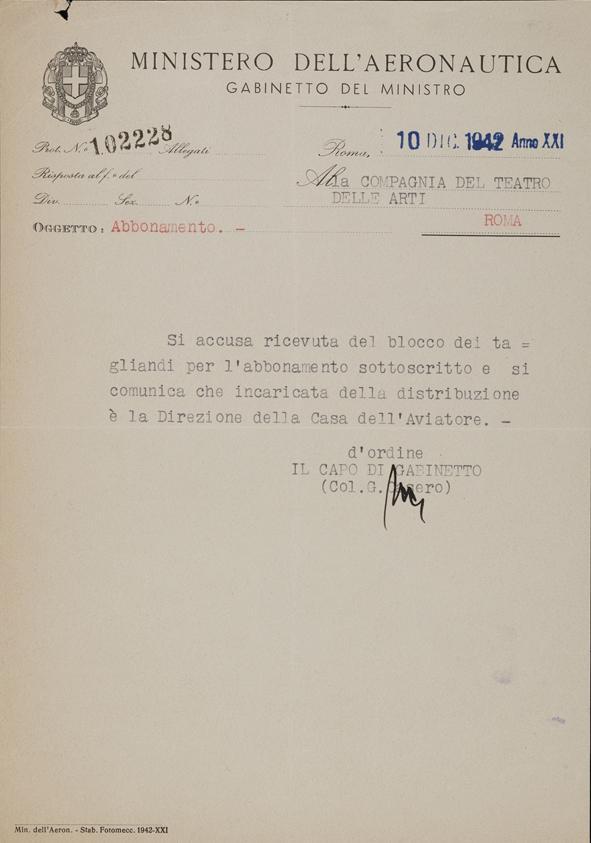 MINISTERO DELL'AERONAUTICA
GABINETTO DEL MINISTRO
Prot. N.° 102228 Allegati
Roma, 10 DIC. 1942 Anno XXI
Risposta al f.° del
Alla COMPAGNIA DEL TEATRO
DELLE ARTI
Div. Sez. N.°
ROMA
OGGETTO: Abbonamento. -
Si accusa ricevuta del blocco dei ta =
gliandi per l'abbonamento sottoscritto e si
comunica che incaricata della distribuzione
è la Direzione della Casa dell'Aviatore. -
d'ordine
IL CAPO DI GABINETTO
(Col.G.Casero)
Min. dell'Aeron. - Stab. Fotomecc. 1942-XXI